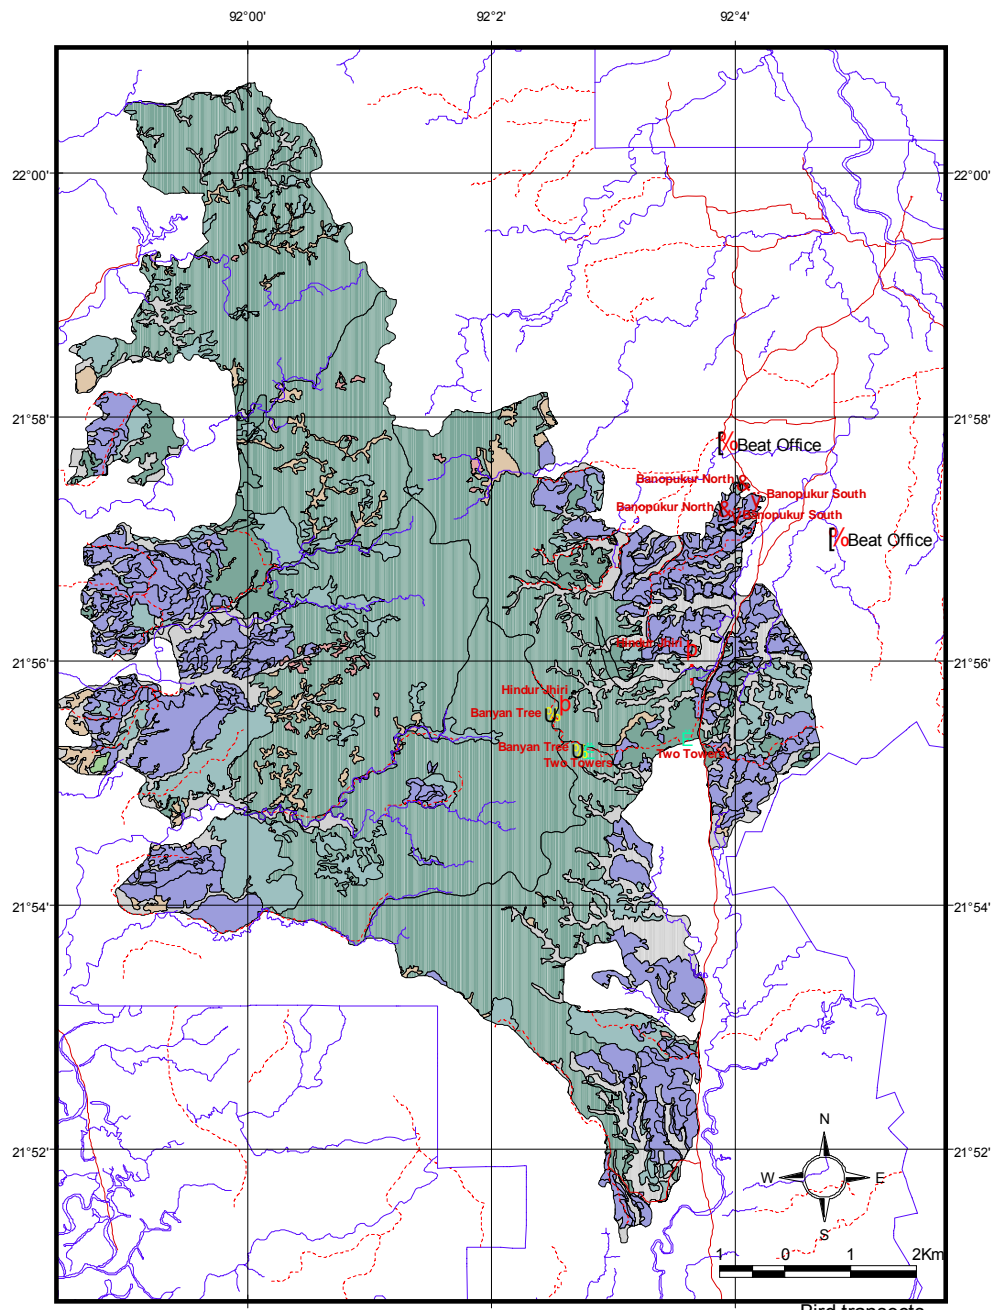 92°00' 92°2' 92°4'
22°00' 22°00'
21°58' 21°58'
[% Beat Office
Banopukur North
Banopukur South
Banopukur North
Banopukur South
[% Beat Office
Hindur Jhiri
21°56' 21°56'
Hindur Jhiri
Banyan Tree
Banyan Tree
Two Towers
Two Towers
21°54' 21°54'
21°52' 21°52'
N
W E
S
1 0 1 2Km
Bird transects